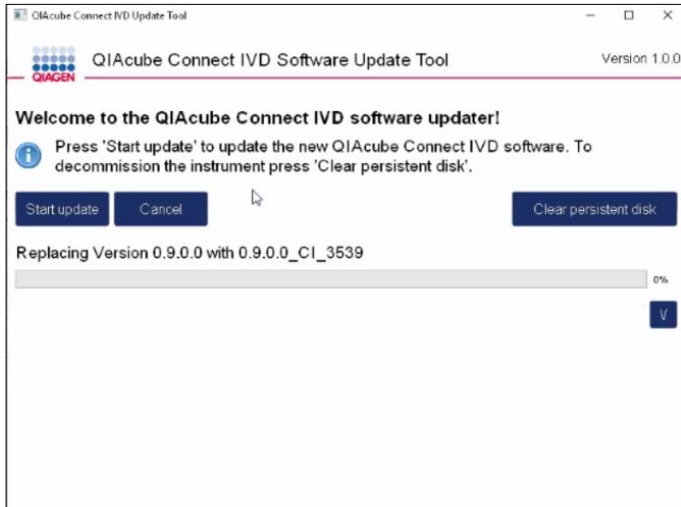 QIAcube Connect IVD Update Tool
QIAGEN
QIAcube Connect IVD Software Update Tool
Version 1.0.0
Welcome to the QIAcube Connect IVD software updater!
Press 'Start update' to update the new QIAcube Connect IVD software. To
decommission the instrument press 'Clear persistent disk'.
Start update
Cancel
Clear persistent disk
Replacing Version 0.9.0.0 with 0.9.0.0_CI_3539
0%
V